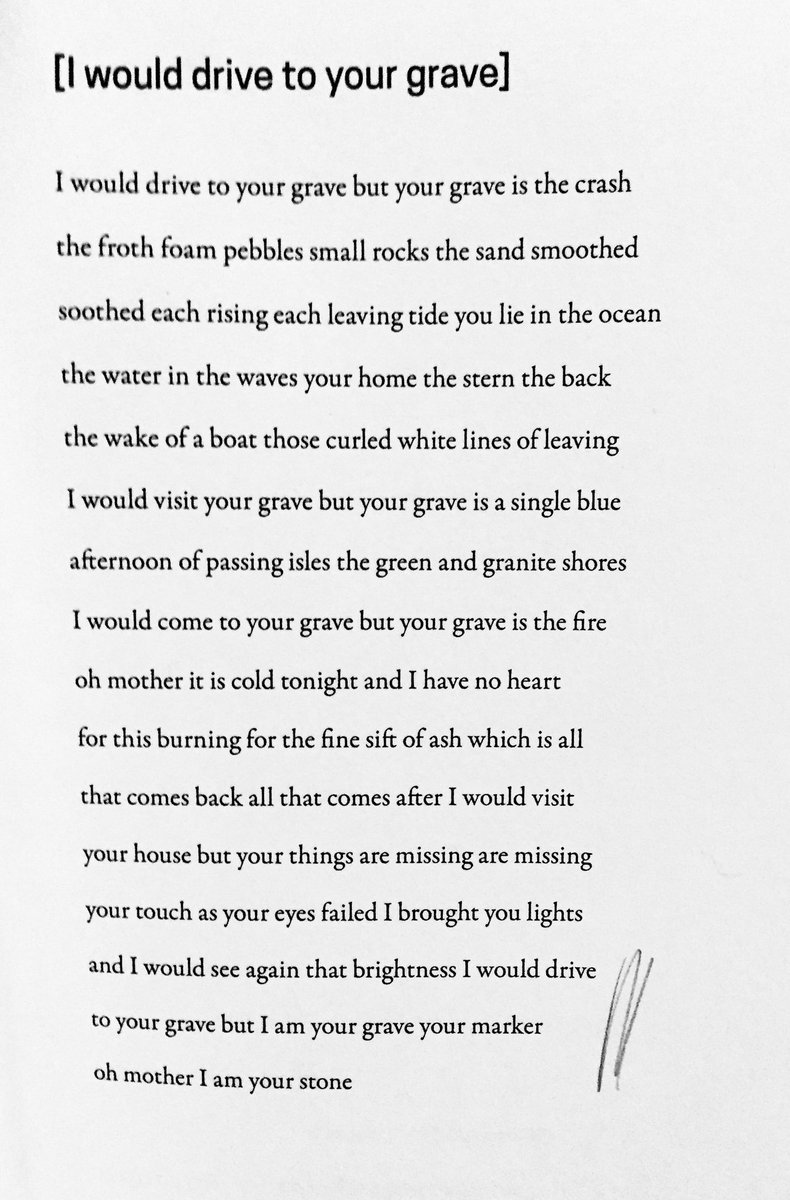 [I would drive to your grave]
I would drive to your grave but your grave is the crash
the froth foam pebbles small rocks the sand smoothed
soothed each rising each leaving tide you lie in the ocean
the water in the waves your home the stern the back
the wake of a boat those curled white lines of leaving
I would visit your grave but your grave is a single blue
afternoon of passing isles the green and granite shores
I would come to your grave but your grave is the fire
oh mother it is cold tonight and I have no heart
for this burning for the fine sift of ash which is all
that comes back all that comes after I would visit
your house but your things are missing are missing
your touch as your eyes failed I brought you lights
and I would see again that brightness I would drive
to your grave but I am your grave your marker
oh mother I am your stone